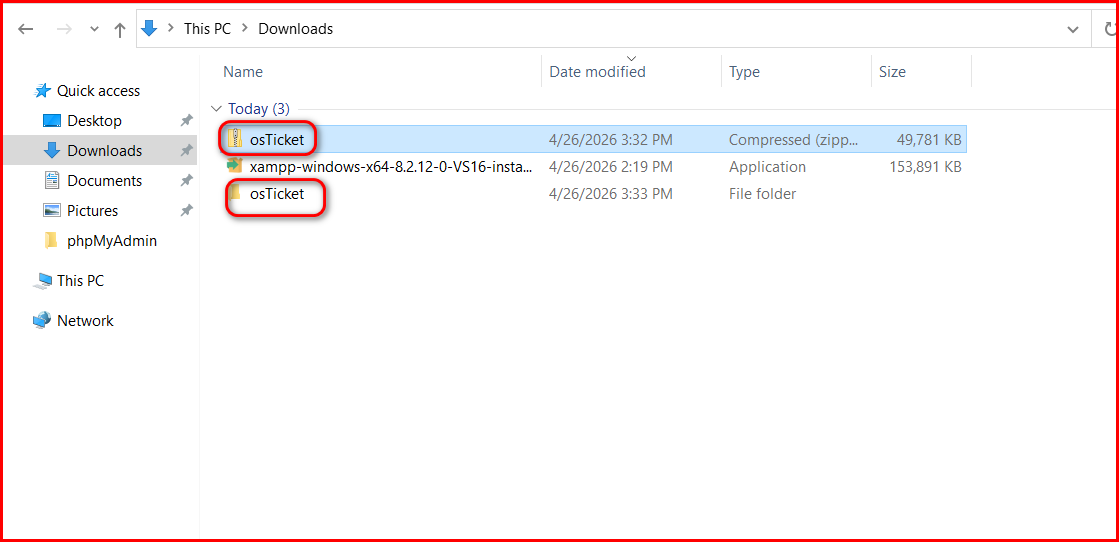 This PC > Downloads
Name Date modified Type Size
Quick access
Desktop
Downloads
Documents
Pictures
phpMyAdmin
This PC
Network
Today (3)
osTicket 4/26/2026 3:32 PM Compressed (zipp... 49,781 KB
xampp-windows-x64-8.2.12-0-VS16-insta... 4/26/2026 2:19 PM Application 153,891 KB
osTicket 4/26/2026 3:33 PM File folder